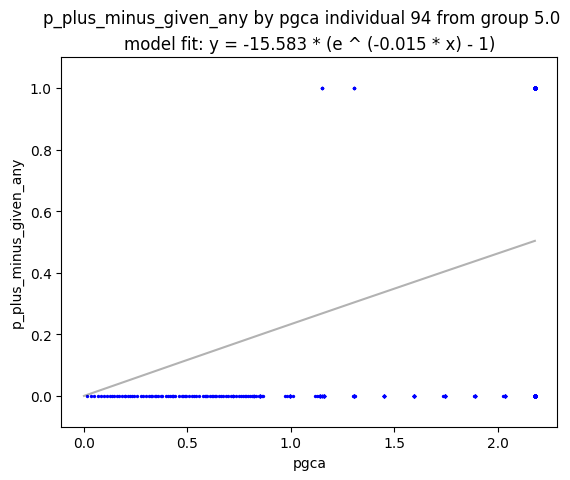 p_plus_minus_given_any by pgca individual 94 from group 5.0
model fit: y = -15.583 * (e ^ (-0.015 * x) - 1)
1.0
0.8
0.6
0.4
0.2
0.0
p_plus_minus_given_any
0.0 0.5 1.0 1.5 2.0
pgca